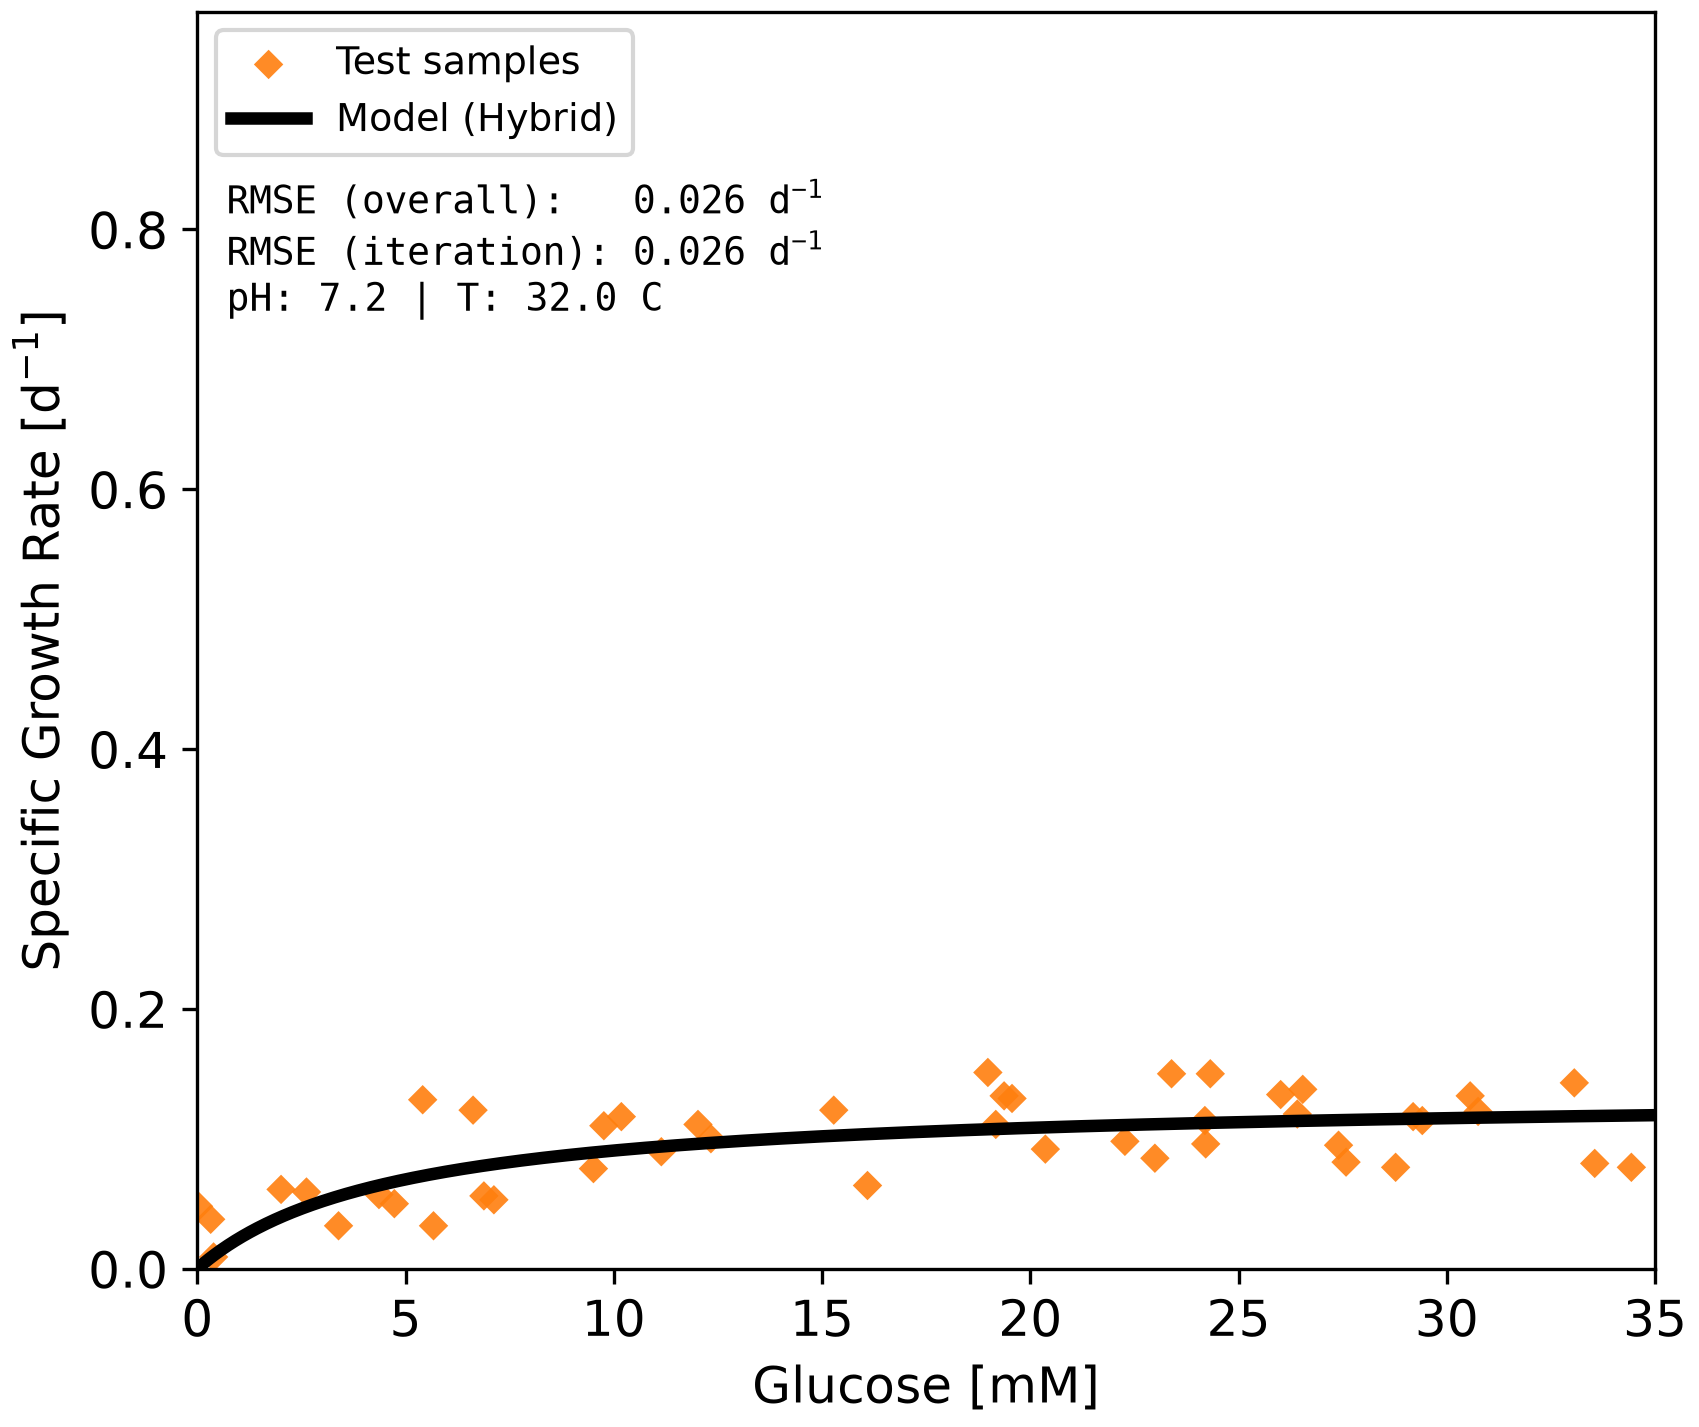 Test samples
Model (Hybrid)
RMSE (overall):   0.026 d⁻¹
RMSE (iteration): 0.026 d⁻¹
pH: 7.2 | T: 32.0 C
Specific Growth Rate [d⁻¹]
0.8
0.6
0.4
0.2
0.0
0 5 10 15 20 25 30 35
Glucose [mM]